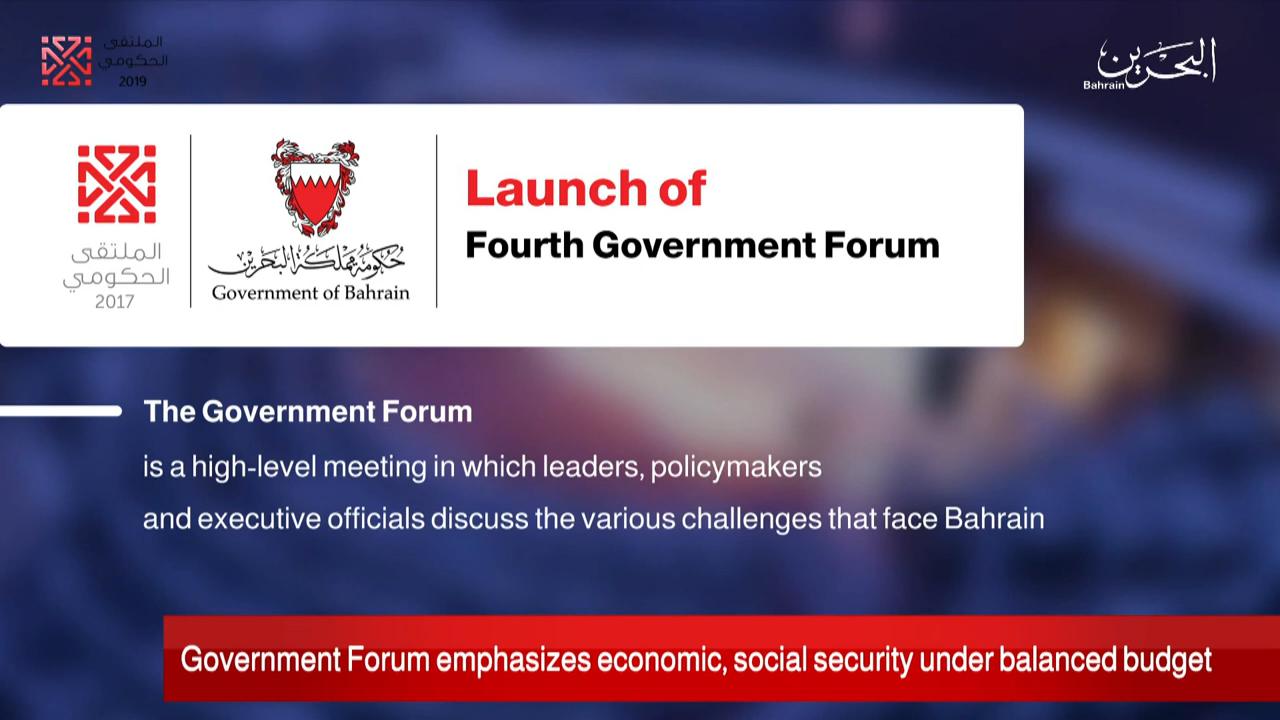 الملتقى
الحكومي
2019
البحرين
Bahrain
الملتقى
الحكومي
2017
حكومة مملكة البحرين
Government of Bahrain
Launch of
Fourth Government Forum
The Government Forum
is a high-level meeting in which leaders, policymakers
and executive officials discuss the various challenges that face Bahrain
Government Forum emphasizes economic, social security under balanced budget